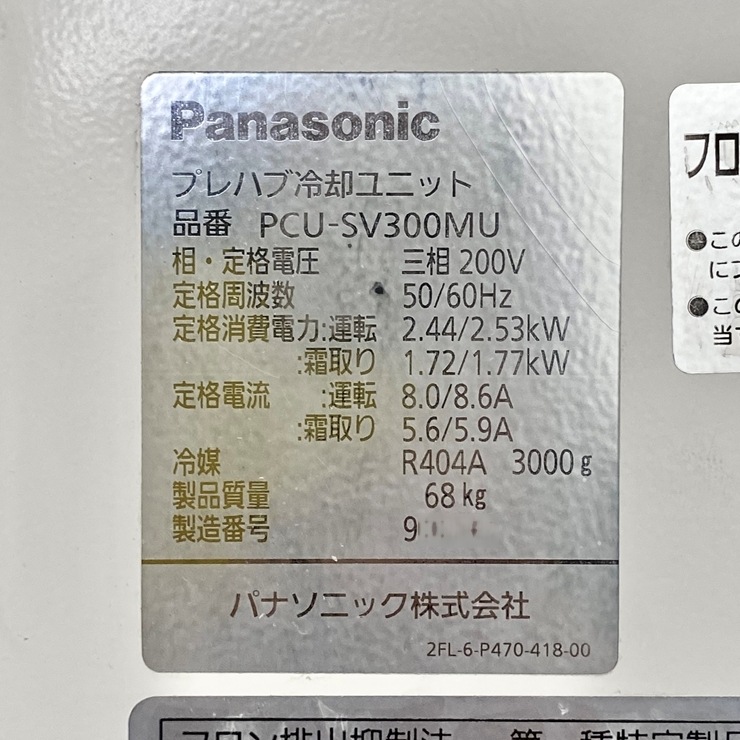 Panasonic
プレハブ冷却ユニット
品番 PCU-SV300MU
相・定格電圧 三相 200V
定格周波数 50/60Hz
定格消費電力:運転 2.44/2.53kW
:霜取り 1.72/1.77kW
定格電流 :運転 8.0/8.6A
:霜取り 5.6/5.9A
冷媒 R404A 3000g
製品質量 68kg
製造番号 9
パナソニック株式会社
2FL-6-P470-418-00
フロ
●この
にフ
●この
当て